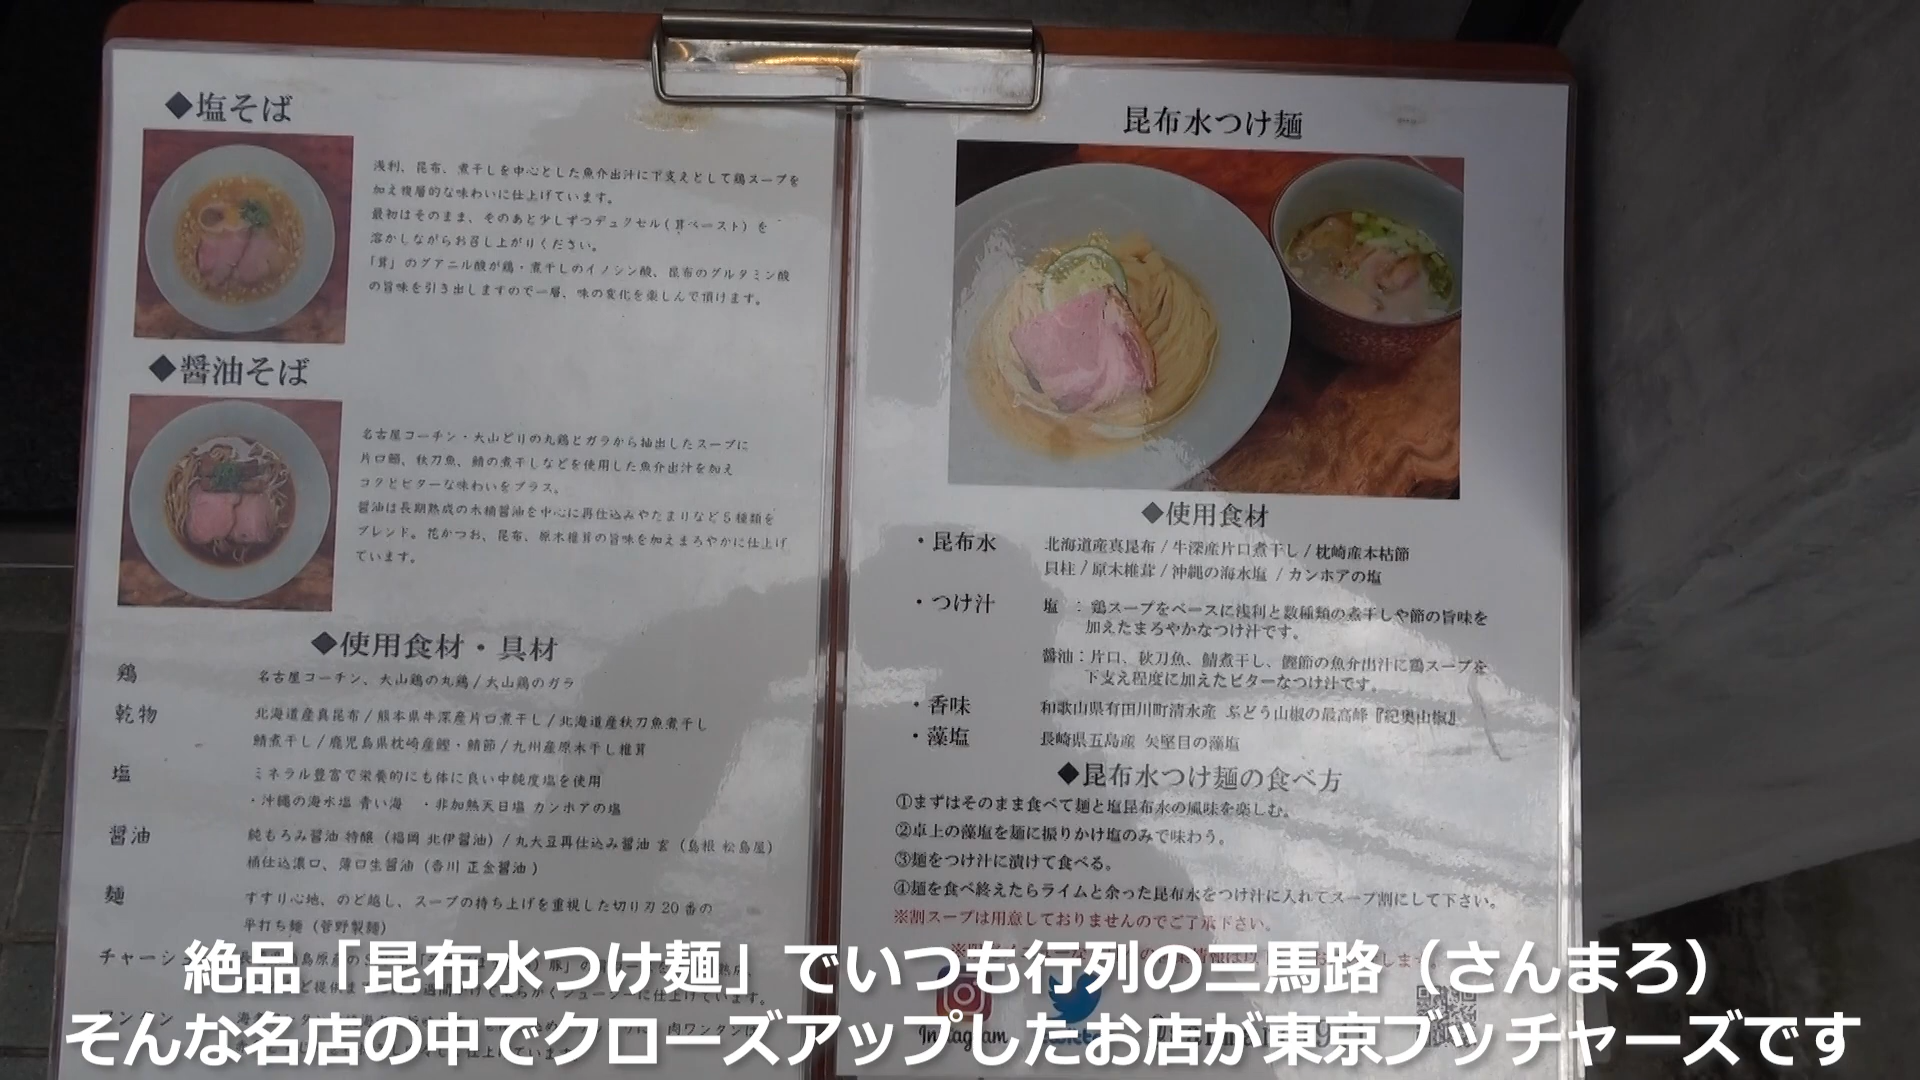 ◆塩そば
浅利、昆布、煮干しを中心とした魚介出汁に下支えとして鶏スープを
加え複層的な味わいに仕上げています。
最初はそのまま、そのあと少しずつデュクセル(茸ペースト)を
溶かしながらお召し上がりください。
「茸」のグアニル酸が鶏・煮干しのイノシン酸、昆布のグルタミン酸
の旨味を引き出しますので一層、味の変化を楽しんで頂けます。
◆醤油そば
名古屋コーチン・大山どりの丸鶏とガラから抽出したスープに
片口鰯、秋刀魚、鯖の煮干しなどを使用した魚介出汁を加え
コクとビターな味わいをプラス。
醤油は長期熟成の木桶醤油を中心に再仕込みやたまりなど5種類を
ブレンド。花かつお、昆布、原木椎茸の旨味を加えまろやかに仕上げ
ています。
◆使用食材・具材
鶏 名古屋コーチン、大山鶏の丸鶏/大山鶏のガラ
乾物 北海道産真昆布/熊本県牛深産片口煮干し/北海道産秋刀魚煮干し
鯖煮干し/鹿児島県枕崎産鰹・鯖節/九州産原木干し椎茸
塩 ミネラル豊富で栄養的にも体に良い中純度塩を使用
・沖縄の海水塩 青い海 ・非加熱天日塩 カンホアの塩
醤油 純もろみ醤油 特醸(福岡 北伊醤油)/丸大豆再仕込み醤油 玄(島根 松島屋)
桶仕込濃口、薄口生醤油(香川 正金醤油)
麺 すすり心地、のど越し、スープの持ち上げを重視した切り刃20番の
平打ち麺(菅野製麺)
昆布水つけ麺
◆使用食材
・昆布水 北海道産真昆布/牛深産片口煮干し/枕崎産本枯節
貝柱/原木椎茸/沖縄の海水塩 /カンホアの塩
・つけ汁 塩 : 鶏スープをベースに浅利と数種類の煮干しや節の旨味を
加えたまろやかなつけ汁です。
醤油:片口、秋刀魚、鯖煮干し、鰹節の魚介出汁に鶏スープを
下支え程度に加えたビターなつけ汁です。
・香味 和歌山県有田川町清水産 ぶどう山椒の最高峰『紀奥山椒』
・藻塩 長崎県五島産 矢堅目の藻塩
◆昆布水つけ麺の食べ方
①まずはそのまま食べて麺と塩昆布水の風味を楽しむ。
②卓上の藻塩を麺に振りかけ塩のみで味わう。
③麺をつけ汁に漬けて食べる。
④麺を食べ終えたらライムと余った昆布水をつけ汁に入れてスープ割にして下さい。
※割スープは用意しておりませんのでご了承下さい。
Instagram
絶品「昆布水つけ麺」でいつも行列の三馬路（さんまろ）
そんな名店の中でクローズアップしたお店が東京ブッチャーズです